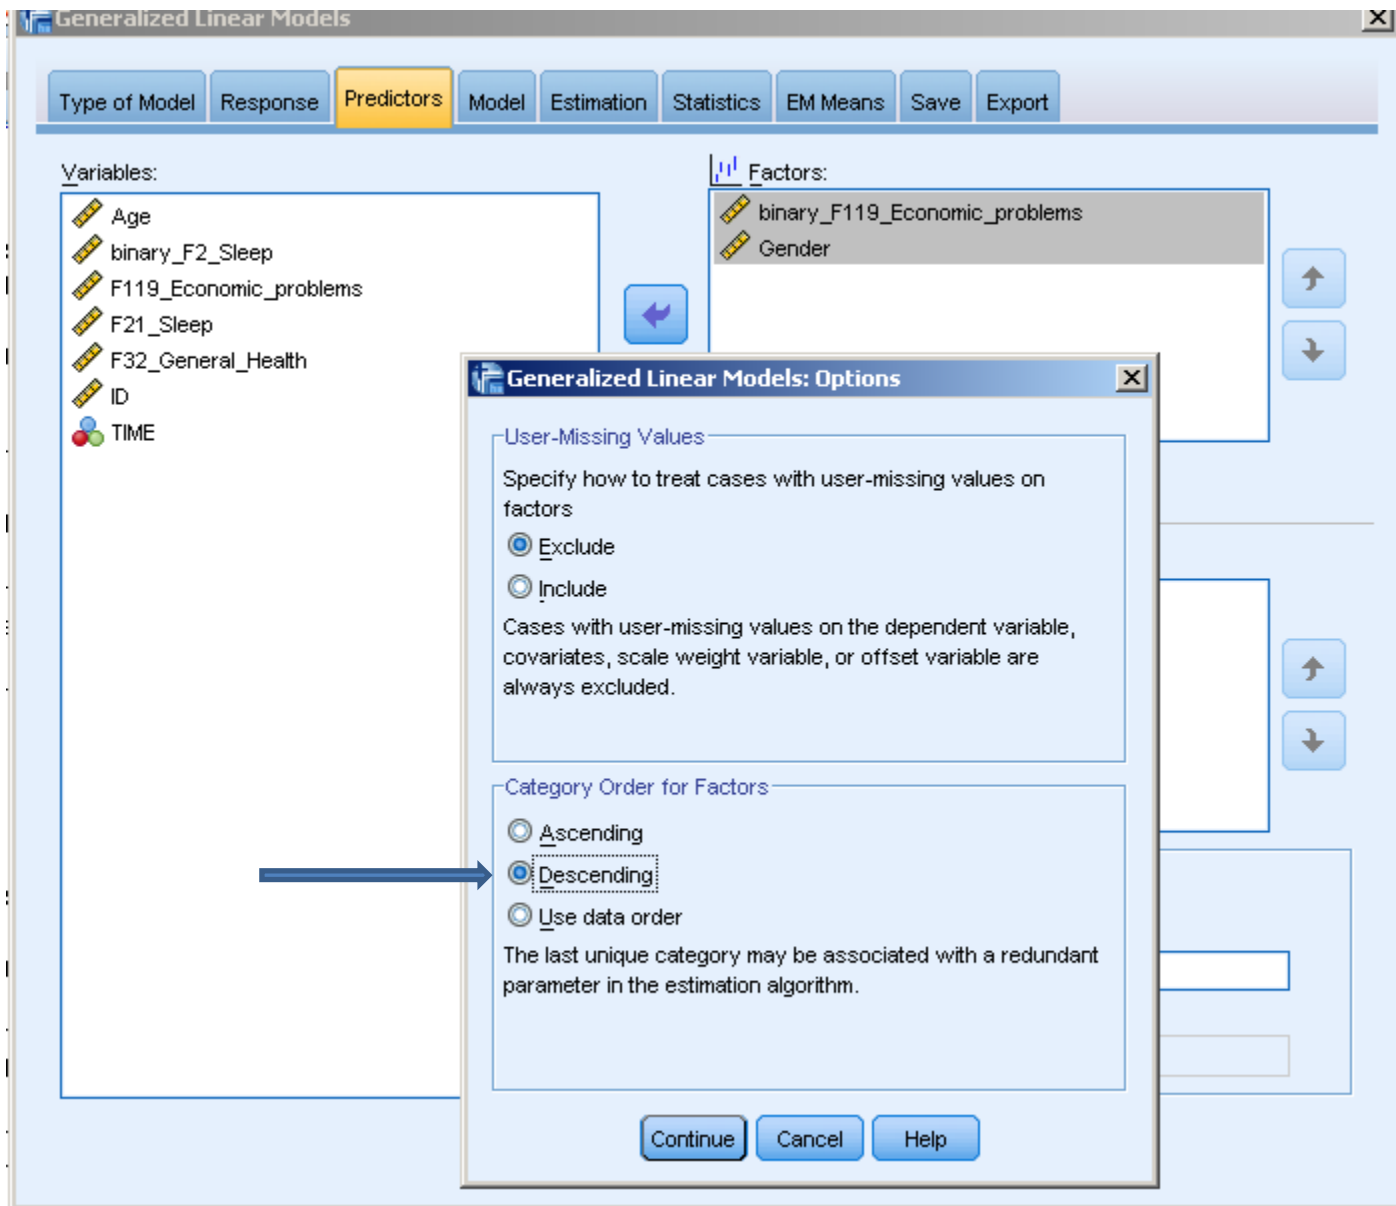 Generalized Linear Models
Type of Model Response Predictors Model Estimation Statistics EM Means Save Export
Variables:
Age
binary_F2_Sleep
F119_Economic_problems
F21_Sleep
F32_General_Health
ID
TIME
Factors:
binary_F119_Economic_problems
Gender
Generalized Linear Models: Options
User-Missing Values
Specify how to treat cases with user-missing values on
factors
Exclude
Include
Cases with user-missing values on the dependent variable,
covariates, scale weight variable, or offset variable are
always excluded.
Category Order for Factors
Ascending
Descending
Use data order
The last unique category may be associated with a redundant
parameter in the estimation algorithm.
Continue Cancel Help